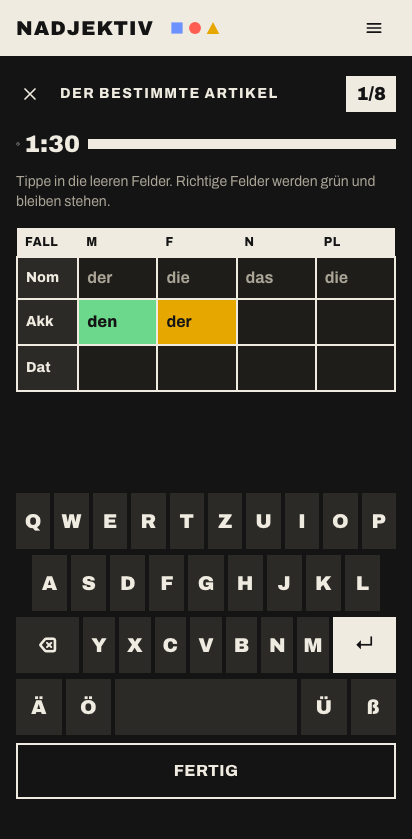 NADJEKTIV
DER BESTIMMTE ARTIKEL
1/8
1:30
Tippe in die leeren Felder. Richtige Felder werden grün und
bleiben stehen.
FALL M F N PL
Nom der die das die
Akk den der
Dat
Q W E R T Z U I O P
A S D F G H J K L
Y X C V B N M
Ä Ö Ü ß
FERTIG